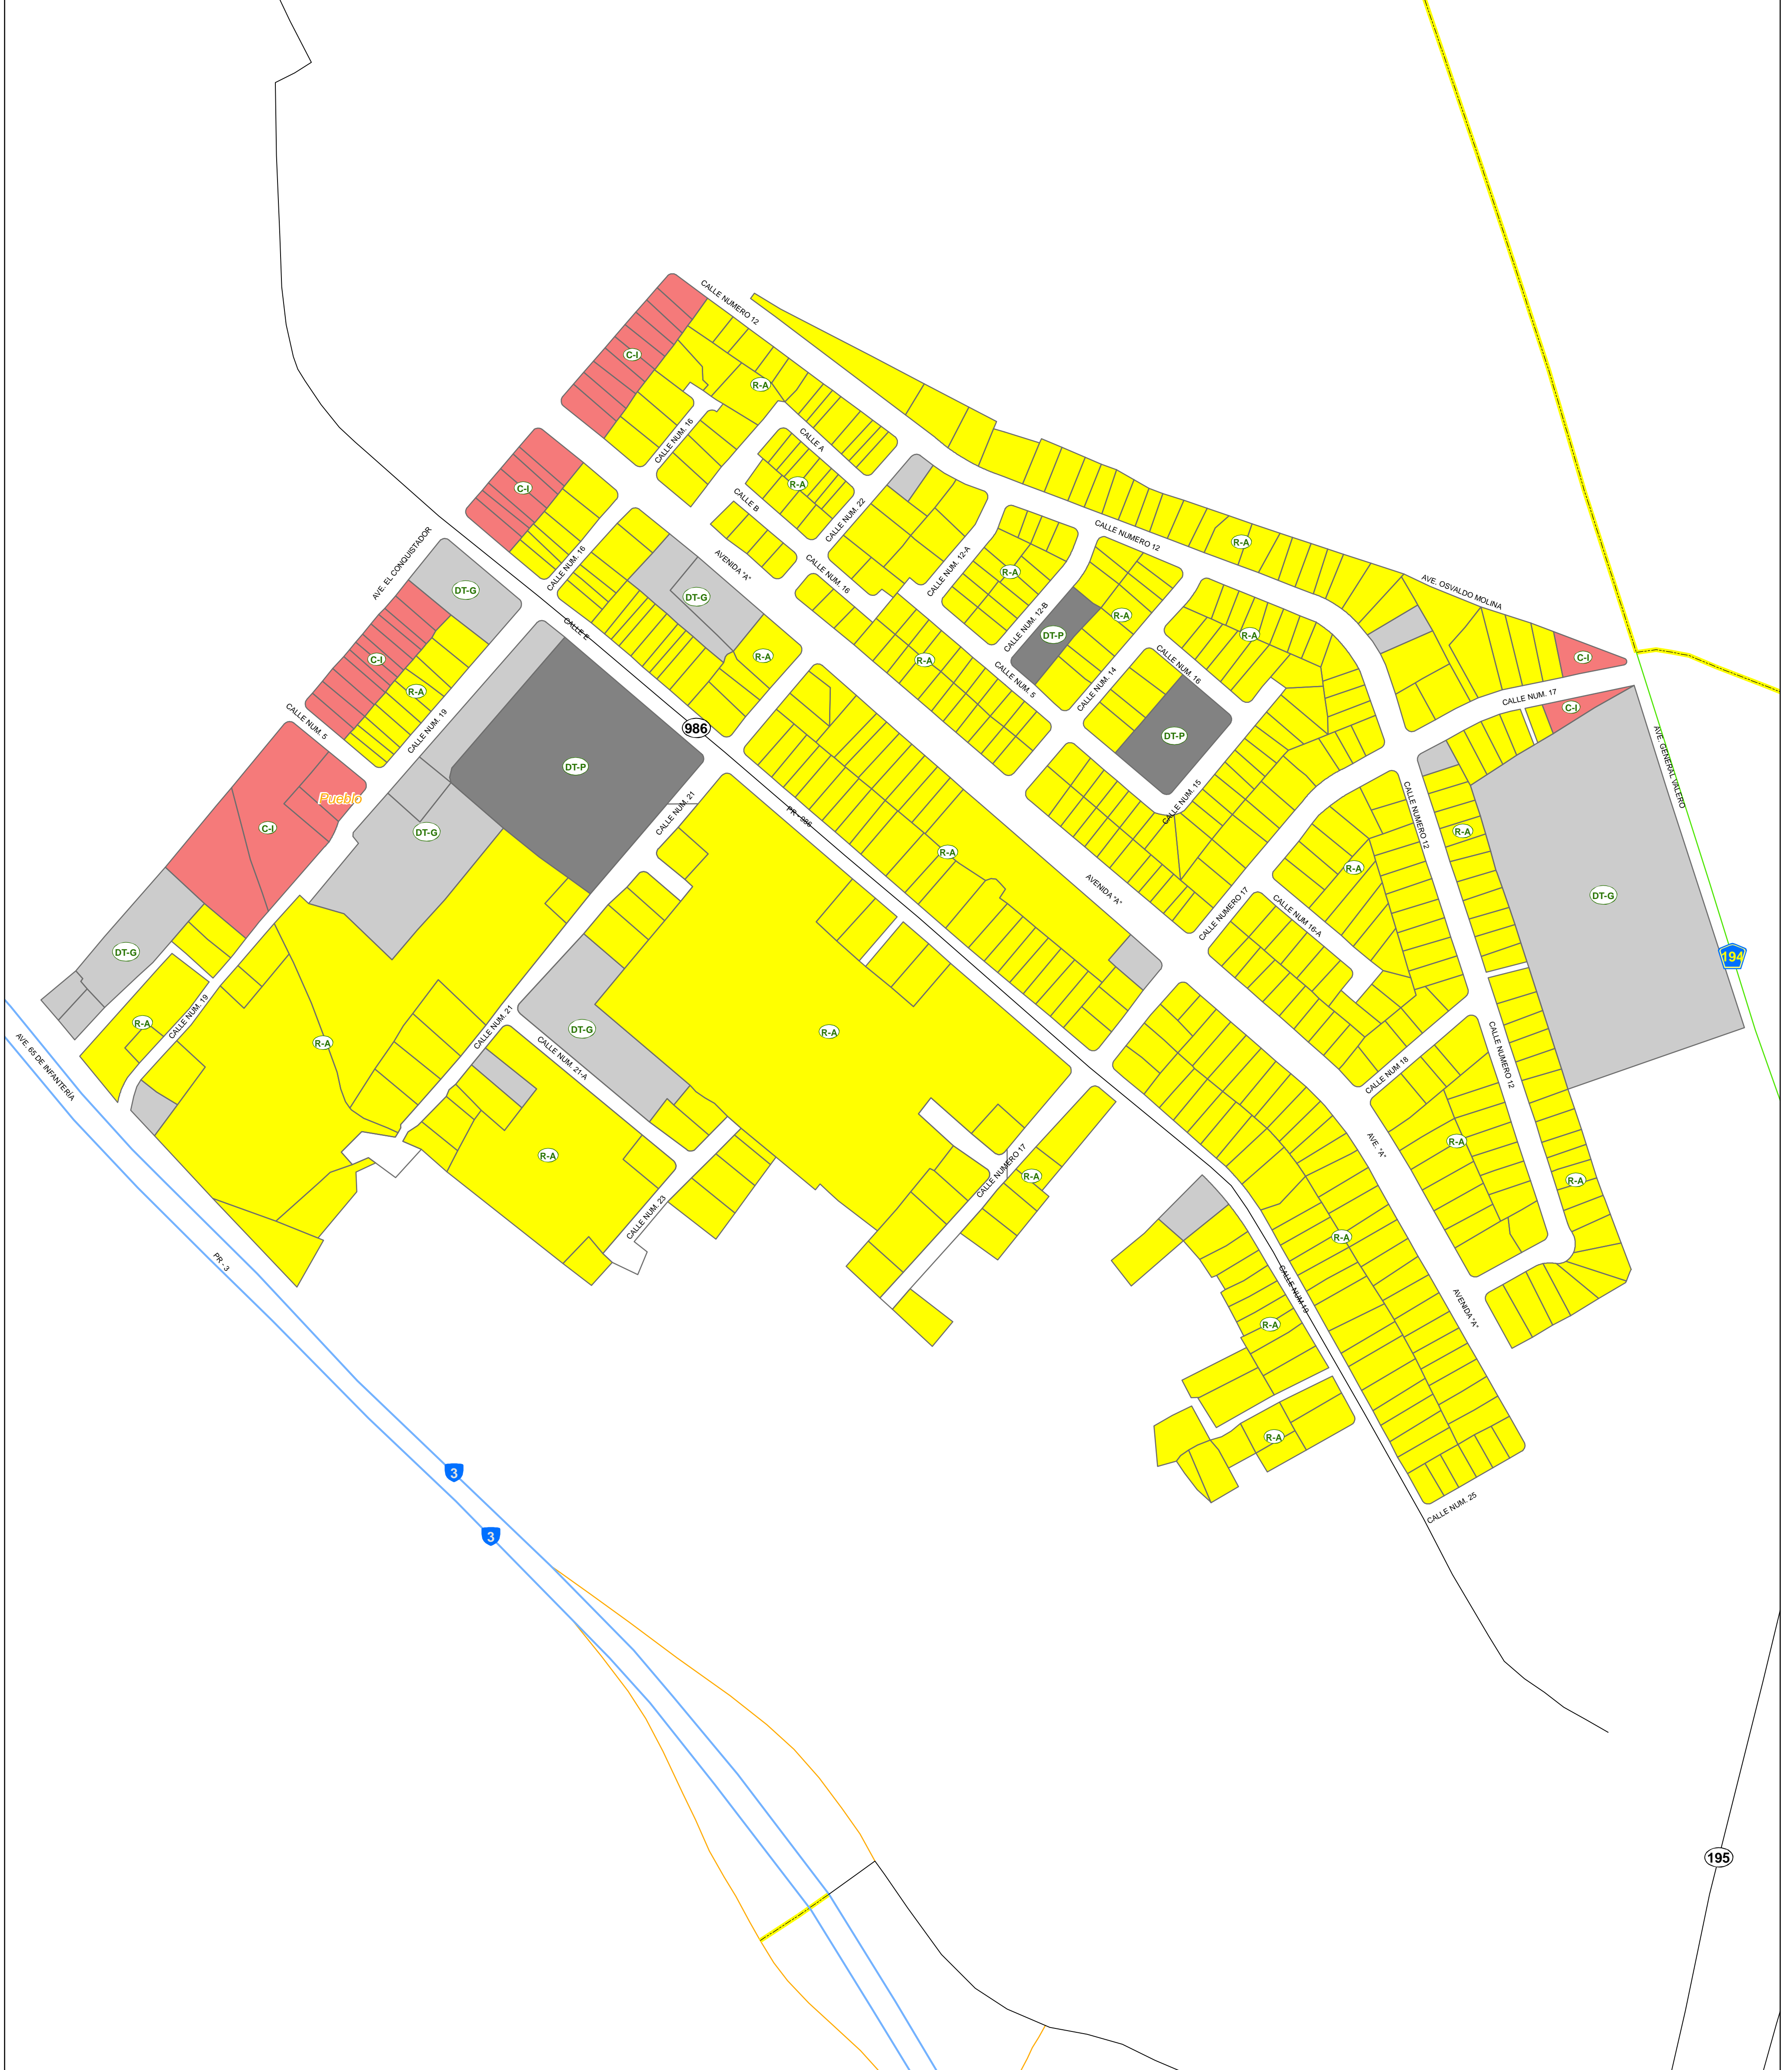 CALLE NUMERO 12
C-I
R-A
CALLE NUM. 16
CALLE A
C-I
R-A
CALLE B
CALLE NUM. 22
AVE. EL CONQUISTADOR
CALLE NUM. 16
AVENIDA "A"
CALLE NUM. 16
CALLE NUM. 12-A
CALLE NUMERO 12
R-A
R-A
DT-G
DT-G
AVE. OSVALDO MOLINA
CALLE E
CALLE NUM. 12-B
R-A
DT-P
R-A
C-I
R-A
R-A
R-A
CALLE NUM. 16
C-I
R-A
CALLE NUM. 5
CALLE NUM. 14
CALLE NUM. 17
C-I
CALLE NUM. 5
CALLE NUM. 19
986
DT-P
DT-P
AVE. GENERAL VALERO
Pueblo
CALLE NUM. 21
PR - 986
CALLE NUM. 15
CALLE NUMERO 12
C-I
DT-G
R-A
R-A
R-A
AVENIDA "A"
DT-G
CALLE NUMERO 17
CALLE NUM 16-A
DT-G
194
R-A
CALLE NUM. 19
CALLE NUM. 21
DT-G
R-A
R-A
AVE. 65 DE INFANTERIA
CALLE NUM. 21-A
CALLE NUM 18
CALLE NUMERO 12
R-A
AVE. "A"
R-A
CALLE NUMERO 17
R-A
R-A
CALLE NUM. 23
R-A
PR - 3
CALLE NUM 19
AVENIDA "A"
R-A
R-A
3
CALLE NUM. 25
3
195